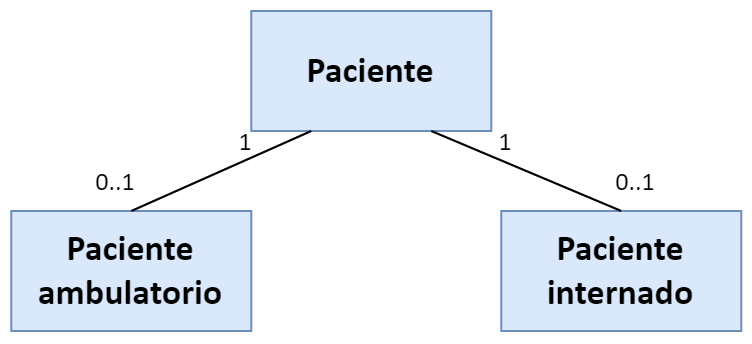 Paciente
1
1
0..1
0..1
Paciente
ambulatorio
Paciente
internado